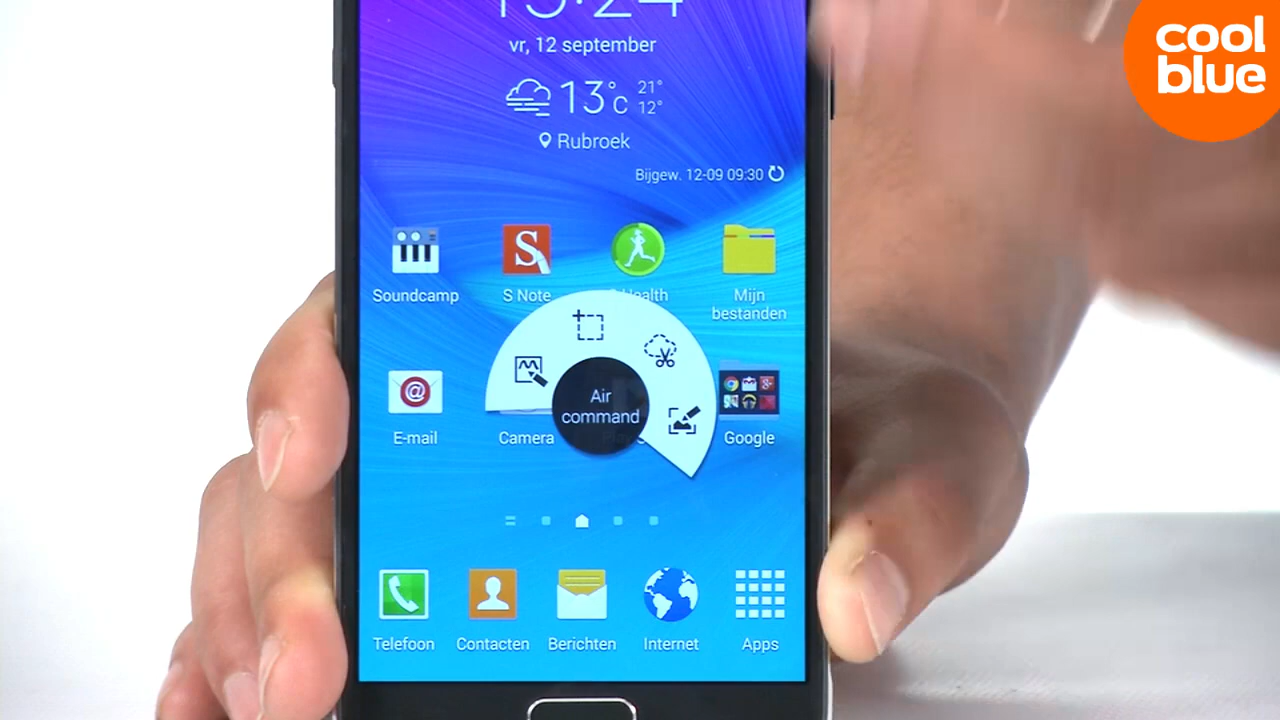 cool
blue
vr, 12 september
13°c
21°
12°
Rubroek
Bijgew. 12-09 09:30
Soundcamp
S Note
Health
Mijn
bestanden
Air
command
E-mail
Camera
Google
Telefoon
Contacten
Berichten
Internet
Apps